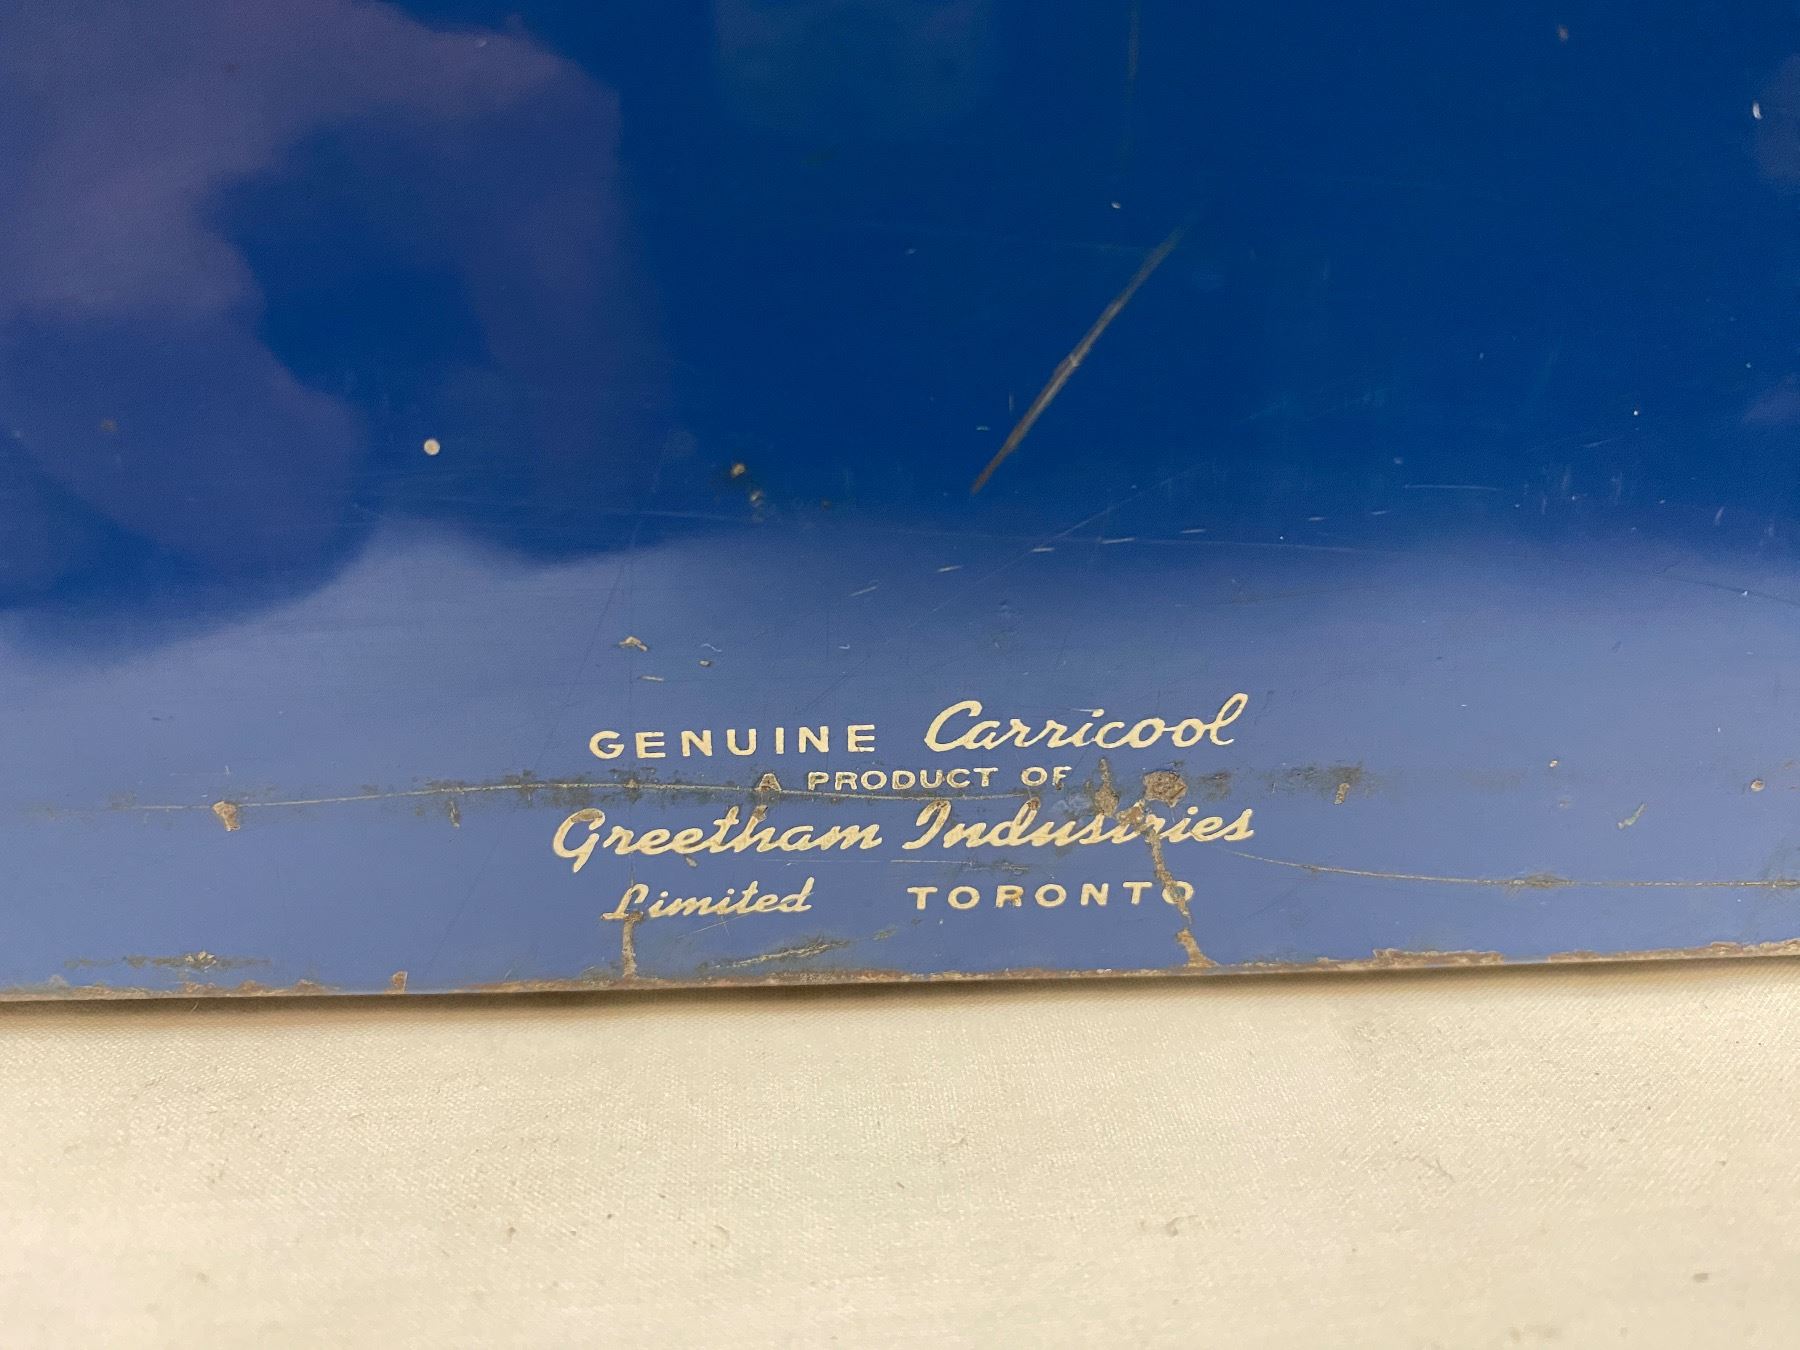 GENUINE Carricool
A PRODUCT OF
Greetham Industries
Limited TORONTO